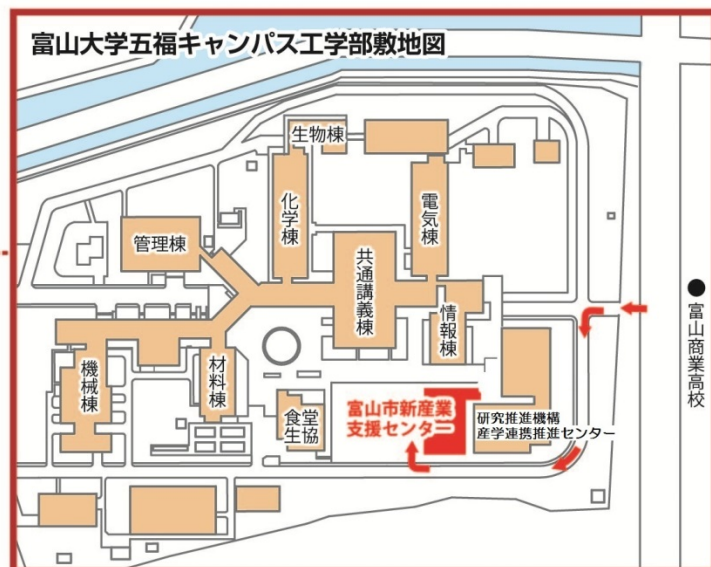 富山大学五福キャンパス工学部敷地図
生物棟
化学棟
電気棟
管理棟
共通講義棟
情報棟
機械棟
材料棟
食堂
生協
富山市新産業
支援センター
研究推進機構
産学連携推進センター
富山商業高校